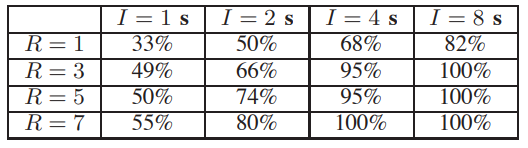 I = 1 s I = 2 s I = 4 s I = 8 s
R = 1 33% 50% 68% 82%
R = 3 49% 66% 95% 100%
R = 5 50% 74% 95% 100%
R = 7 55% 80% 100% 100%